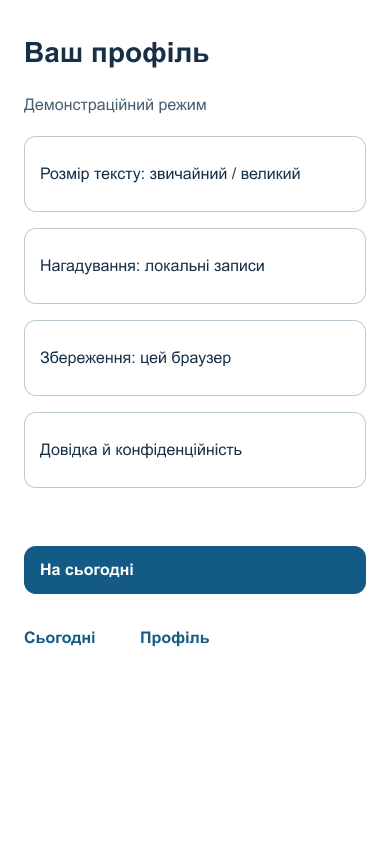 Ваш профіль
Демонстраційний режим
Розмір тексту: звичайний / великий
Нагадування: локальні записи
Збереження: цей браузер
Довідка й конфіденційність
На сьогодні
Сьогодні Профіль